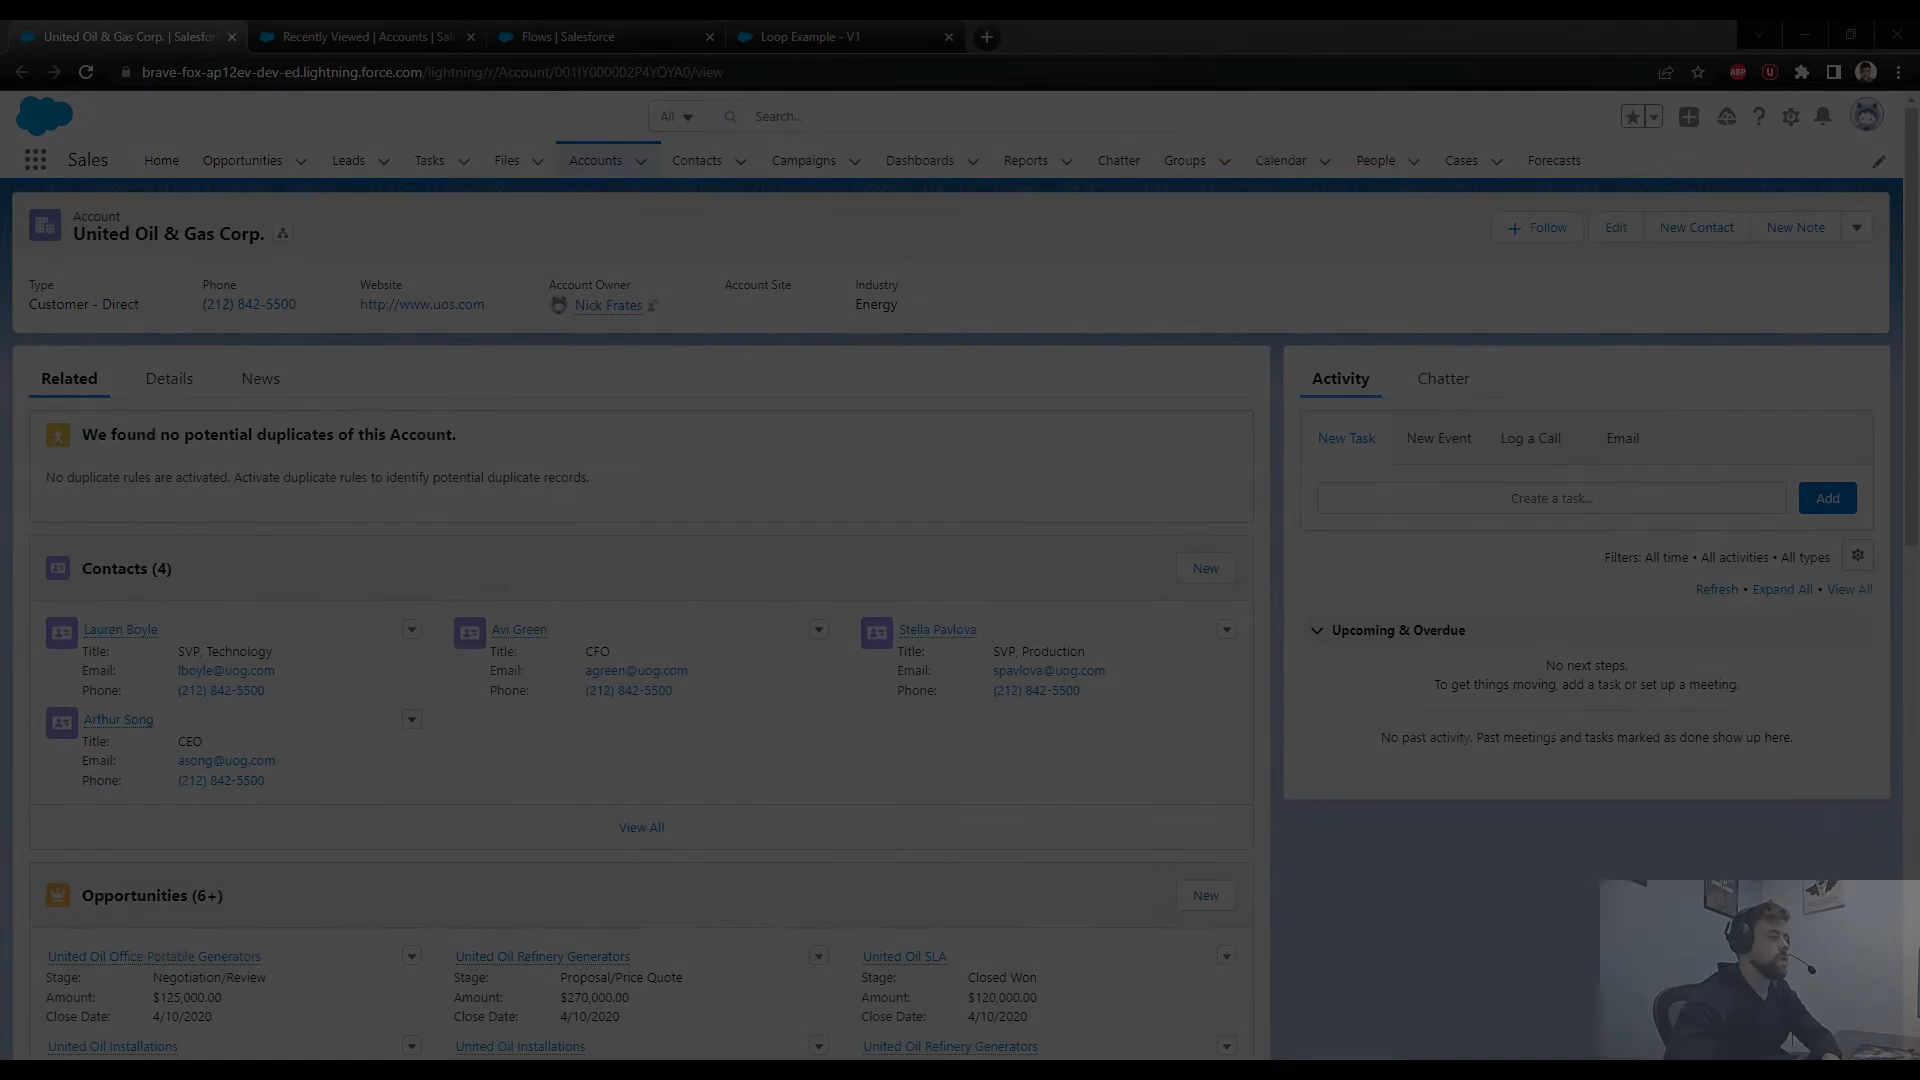 United Oil & Gas Corp. | Salesfor
Recently Viewed | Accounts | Sal
Flows | Salesforce
Loop Example - V1
brave-fox-ap12ev-dev-ed.lightning.force.com/lightning/r/Account/001IY000002P4YOYA0/view
ABP
All
Search...
Sales
Home
Opportunities
Leads
Tasks
Files
Accounts
Contacts
Campaigns
Dashboards
Reports
Chatter
Groups
Calendar
People
Cases
Forecasts
Account
United Oil & Gas Corp.
Follow
Edit
New Contact
New Note
Type
Customer - Direct
Phone
(212) 842-5500
Website
http://www.uos.com
Account Owner
Nick Frates
Account Site
Industry
Energy
Related
Details
News
We found no potential duplicates of this Account.
No duplicate rules are activated. Activate duplicate rules to identify potential duplicate records.
Contacts (4)
New
Lauren Boyle
Title: SVP, Technology
Email: lboyle@uog.com
Phone: (212) 842-5500
Avi Green
Title: CFO
Email: agreen@uog.com
Phone: (212) 842-5500
Stella Pavlova
Title: SVP, Production
Email: spavlova@uog.com
Phone: (212) 842-5500
Arthur Song
Title: CEO
Email: asong@uog.com
Phone: (212) 842-5500
View All
Opportunities (6+)
New
United Oil Office Portable Generators
Stage: Negotiation/Review
Amount: $125,000.00
Close Date: 4/10/2020
United Oil Refinery Generators
Stage: Proposal/Price Quote
Amount: $270,000.00
Close Date: 4/10/2020
United Oil SLA
Stage: Closed Won
Amount: $120,000.00
Close Date: 4/10/2020
United Oil Installations
United Oil Installations
United Oil Refinery Generators
Activity
Chatter
New Task
New Event
Log a Call
Email
Create a task...
Add
Filters: All time • All activities • All types
Refresh • Expand All • View All
Upcoming & Overdue
No next steps.
To get things moving, add a task or set up a meeting.
No past activity. Past meetings and tasks marked as done show up here.